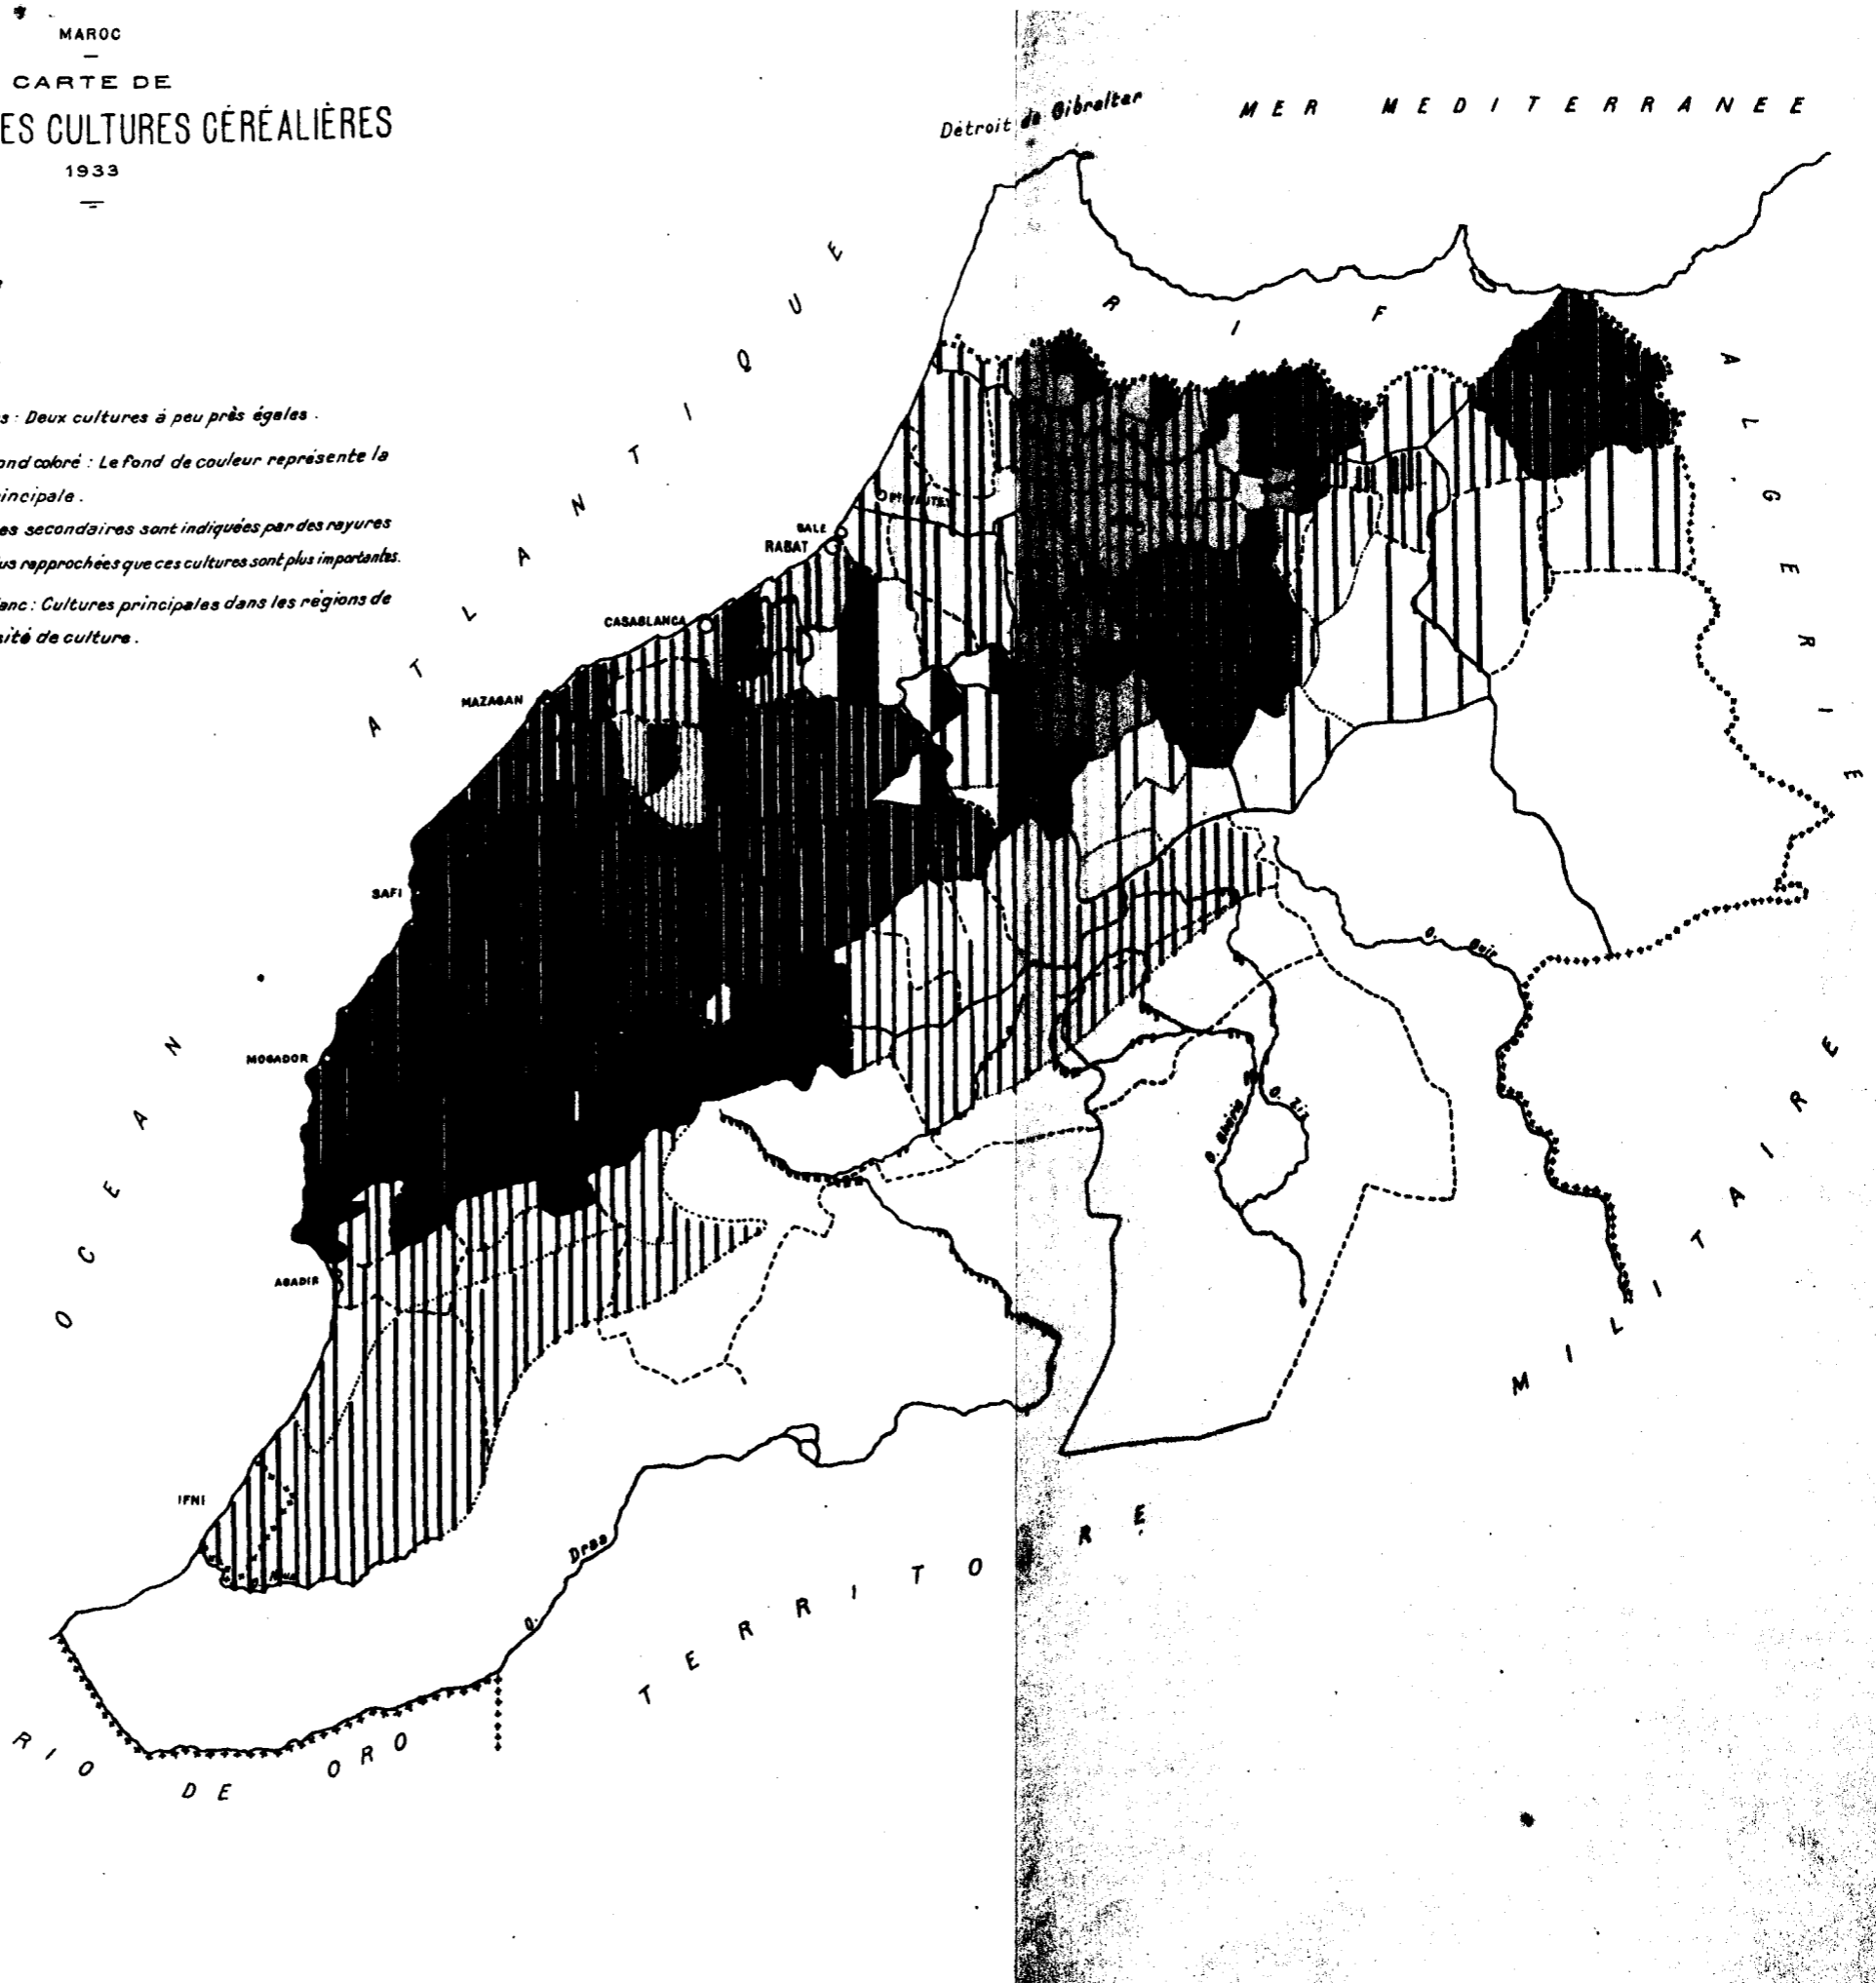 MAROC
CARTE DE
ES CULTURES CÉRÉALIÈRES
1933
s : Deux cultures à peu près égales .
ond coloré : Le fond de couleur représente la
incipale .
es secondaires sont indiquées par des rayures
us rapprochées que ces cultures sont plus importantes.
anc : Cultures principales dans les régions de
sité de culture .
Détroit de Gibraltar
MER MEDITERRANEE
OCEAN ATLANTIQUE
RIF
ALGERIE
SALE
RABAT
CASABLANCA
MAZAGAN
SAFI
MOGADOR
AGADIR
IFNI
O. Guir
O. Ziz
O. Draa
TERRITOIRE MILITAIRE
RIO DE ORO